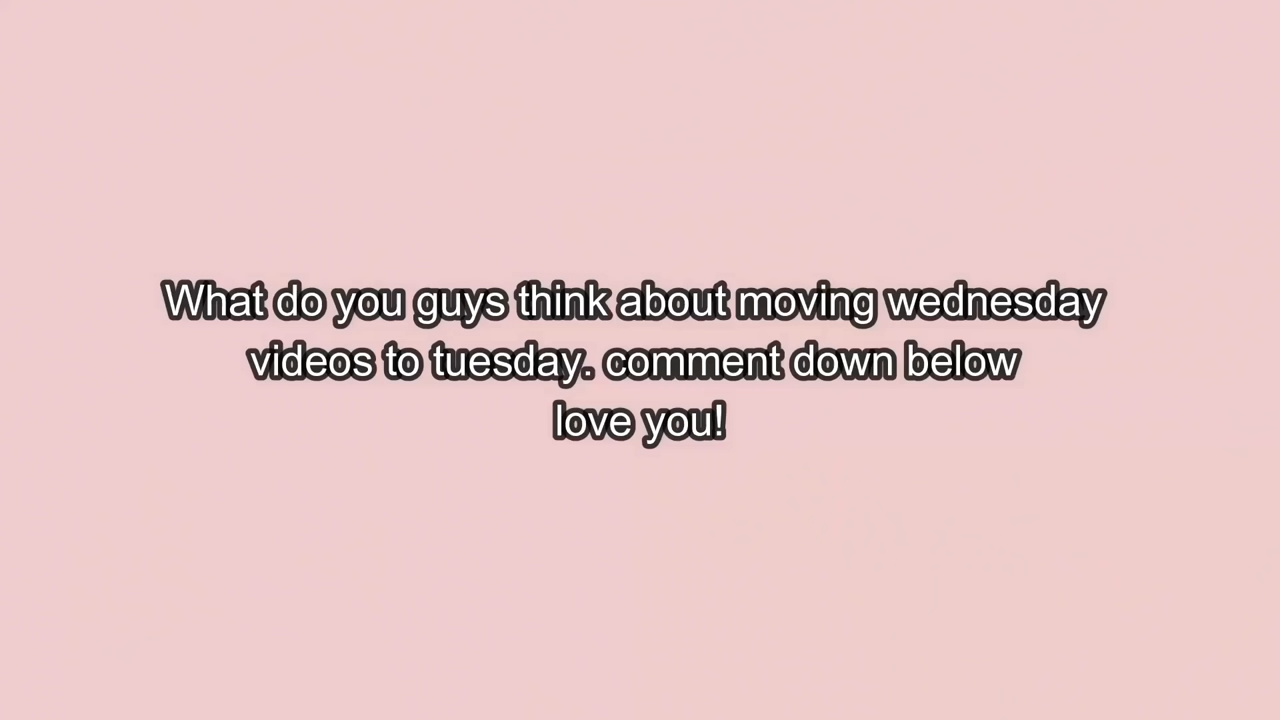 What do you guys think about moving wednesday
videos to tuesday. comment down below
love you!